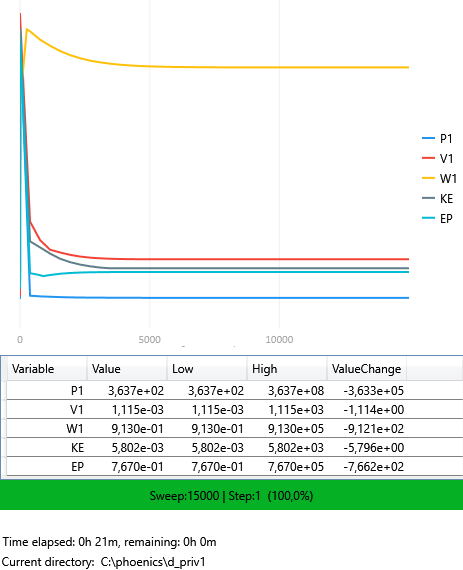 P1
V1
W1
KE
EP
0 5000 10000
Variable Value Low High ValueChange
P1 3,637e+02 3,637e+02 3,637e+08 -3,633e+05
V1 1,115e-03 1,115e-03 1,115e+03 -1,114e+00
W1 9,130e-01 9,130e-01 9,130e+05 -9,121e+02
KE 5,802e-03 5,802e-03 5,802e+03 -5,796e+00
EP 7,670e-01 7,670e-01 7,670e+05 -7,662e+02
Sweep:15000 | Step:1 (100,0%)
Time elapsed: 0h 21m, remaining: 0h 0m
Current directory: C:\phoenics\d_priv1